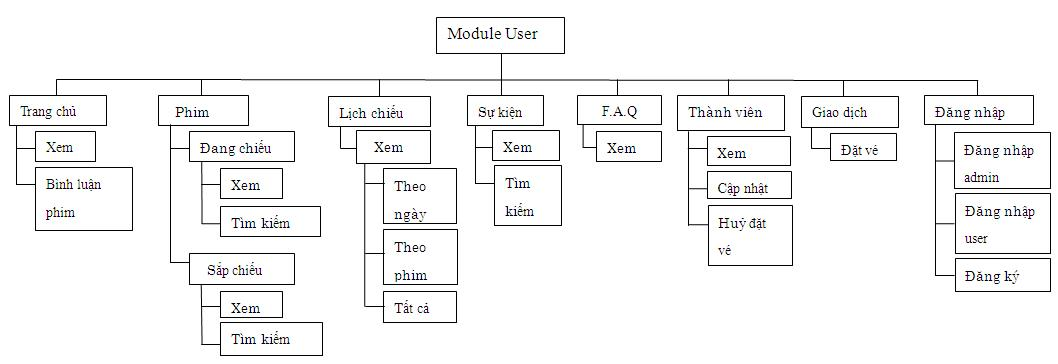 Module User
Trang chủ
Xem
Bình luận
phim
Phim
Đang chiếu
Xem
Tìm kiếm
Sắp chiếu
Xem
Tìm kiếm
Lịch chiếu
Xem
Theo
ngày
Theo
phim
Tất cả
Sự kiện
Xem
Tìm
kiếm
F.A.Q
Xem
Thành viên
Xem
Cập nhật
Huỷ đặt
vé
Giao dịch
Đặt vé
Đăng nhập
Đăng nhập
admin
Đăng nhập
user
Đăng ký